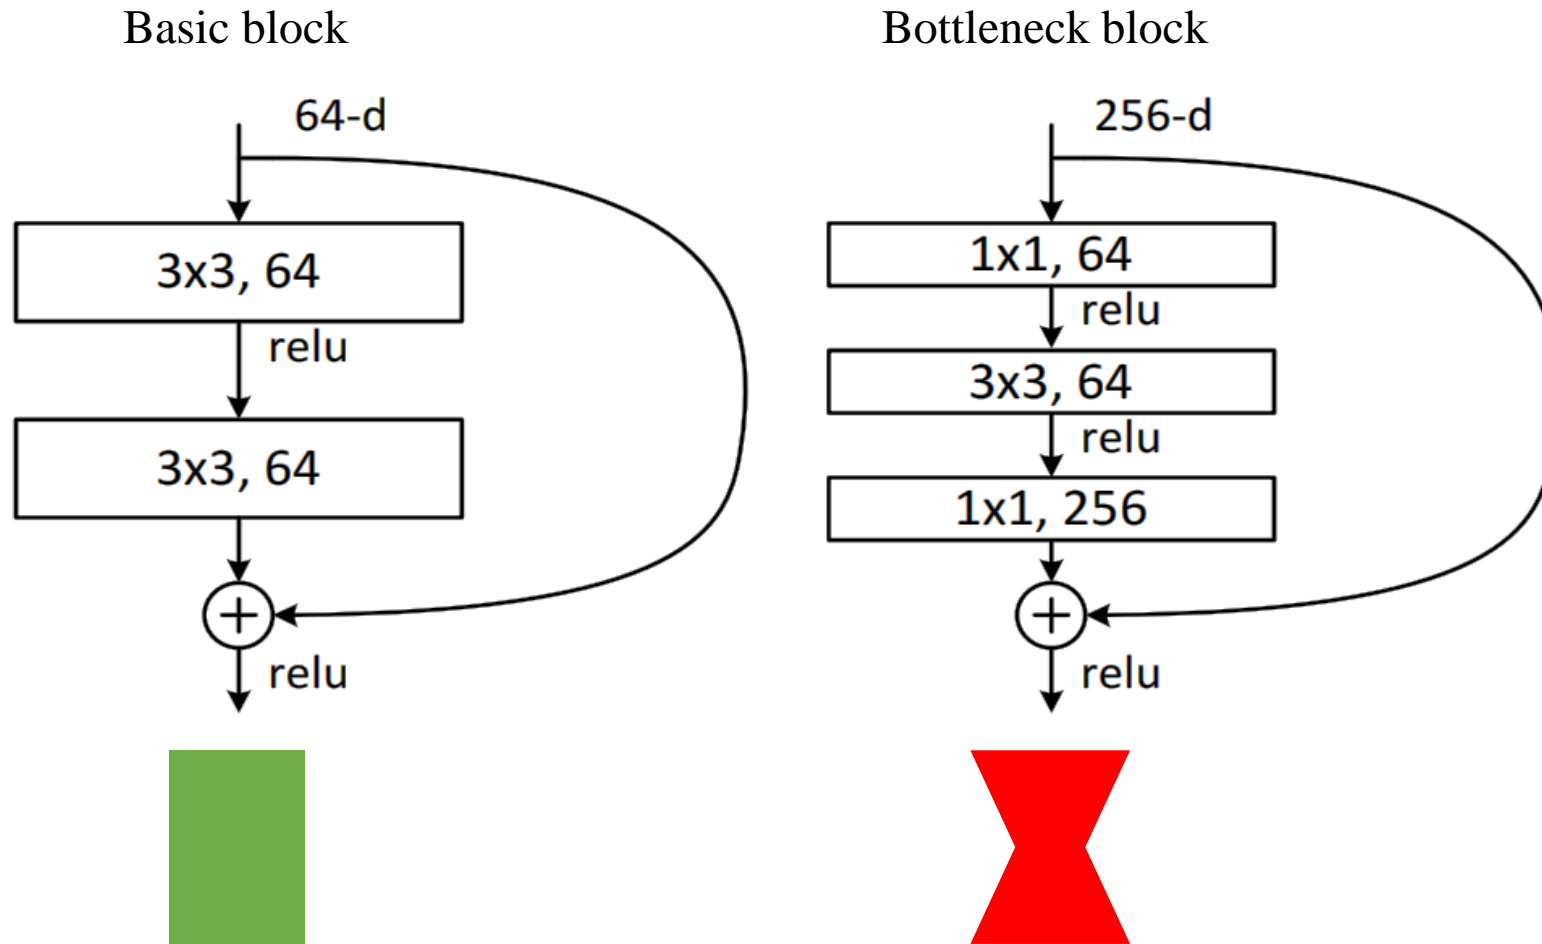 Basic block
64-d
3x3, 64
relu
3x3, 64
relu
Bottleneck block
256-d
1x1, 64
relu
3x3, 64
relu
1x1, 256
relu